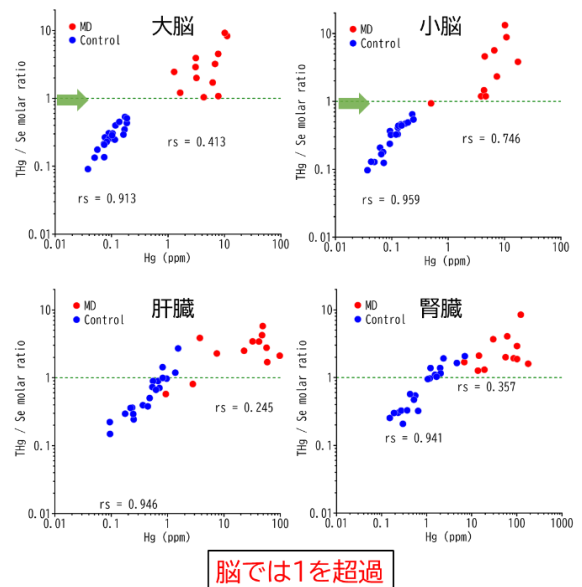 大脳
MD
Control
THg / Se molar ratio
10
1
0.1
0.01
rs = 0.413
rs = 0.913
0.01 0.1 1 10 100
Hg (ppm)
小脳
MD
Control
THg / Se molar ratio
10
1
0.1
0.01
rs = 0.746
rs = 0.959
0.01 0.1 1 10 100
Hg (ppm)
肝臓
MD
Control
THg / Se molar ratio
10
1
0.1
0.01
rs = 0.245
rs = 0.946
0.01 0.1 1 10 100
Hg (ppm)
腎臓
MD
Control
THg / Se molar ratio
10
1
0.1
0.01
rs = 0.357
rs = 0.941
0.01 0.1 1 10 100 1000
Hg (ppm)
脳では1を超過